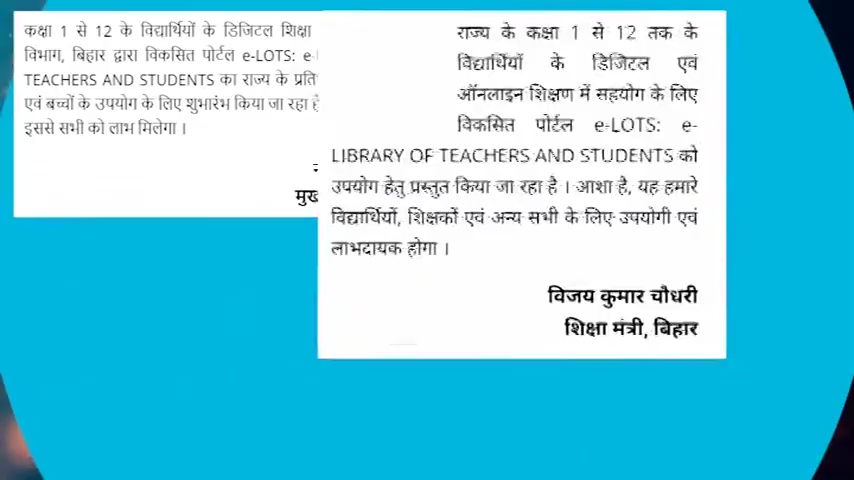 कक्षा 1 से 12 के विद्यार्थियों के डिजिटल शिक्षा
विभाग, बिहार द्वारा विकसित पोर्टल e-LOTS: e-
TEACHERS AND STUDENTS का राज्य के
एवं बच्चों के उपयोग के लिए शुभारंभ किया जा रहा
इससे सभी को लाभ मिलेगा ।
राज्य के कक्षा 1 से 12 तक के
विद्यार्थियों के डिजिटल एवं
ऑनलाइन शिक्षण में सहयोग के लिए
विकसित पोर्टल e-LOTS: e-
LIBRARY OF TEACHERS AND STUDENTS को
उपयोग हेतु प्रस्तुत किया जा रहा है । आशा है, यह हमारे
विद्यार्थियों, शिक्षकों एवं अन्य सभी के लिए उपयोगी एवं
लाभदायक होगा ।
विजय कुमार चौधरी
शिक्षा मंत्री, बिहार